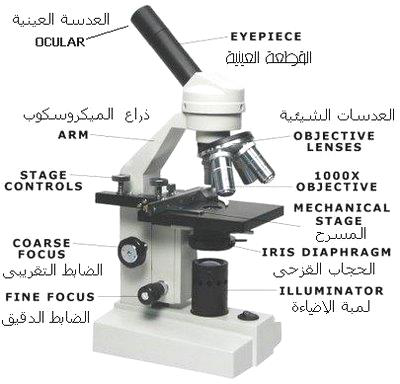 العدسة العينية
OCULAR
EYEPIECE
القطعة العينية
ذراع الميكروسكوب
ARM
العدسات الشيئية
OBJECTIVE
LENSES
STAGE
CONTROLS
1000X
OBJECTIVE
MECHANICAL
STAGE
المسرح
COARSE
FOCUS
الضابط التقريبى
IRIS DIAPHRAGM
الحجاب القزحى
FINE FOCUS
الضابط الدقيق
ILLUMINATOR
لمبة الإضاءة